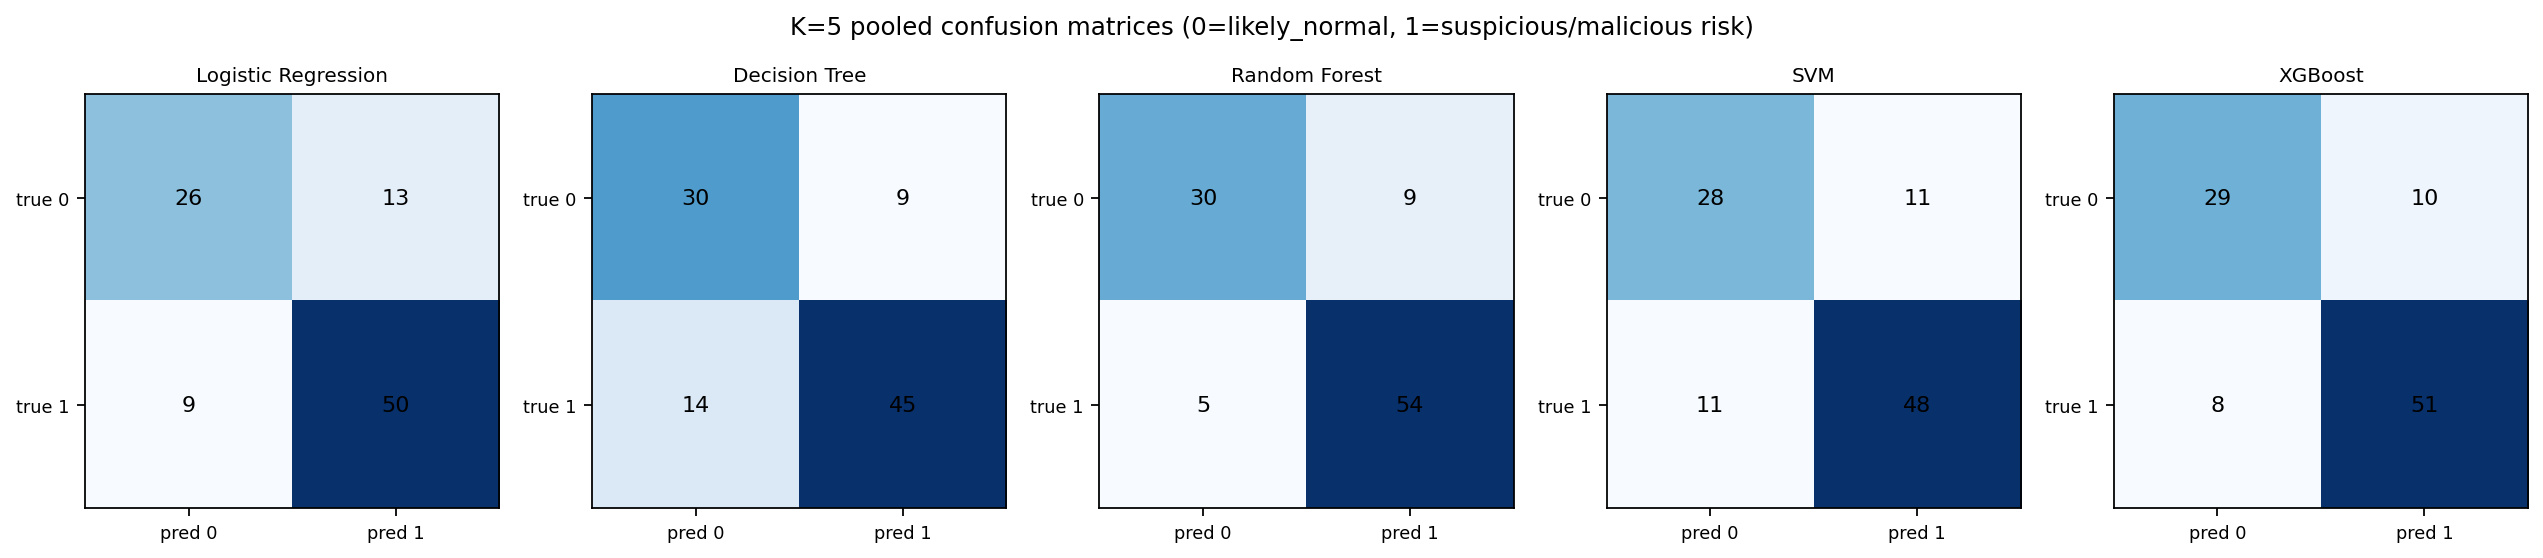 K=5 pooled confusion matrices (0=likely_normal, 1=suspicious/malicious risk)
Logistic Regression
true 0
26
13
true 1
9
50
pred 0
pred 1
Decision Tree
true 0
30
9
true 1
14
45
pred 0
pred 1
Random Forest
true 0
30
9
true 1
5
54
pred 0
pred 1
SVM
true 0
28
11
true 1
11
48
pred 0
pred 1
XGBoost
true 0
29
10
true 1
8
51
pred 0
pred 1